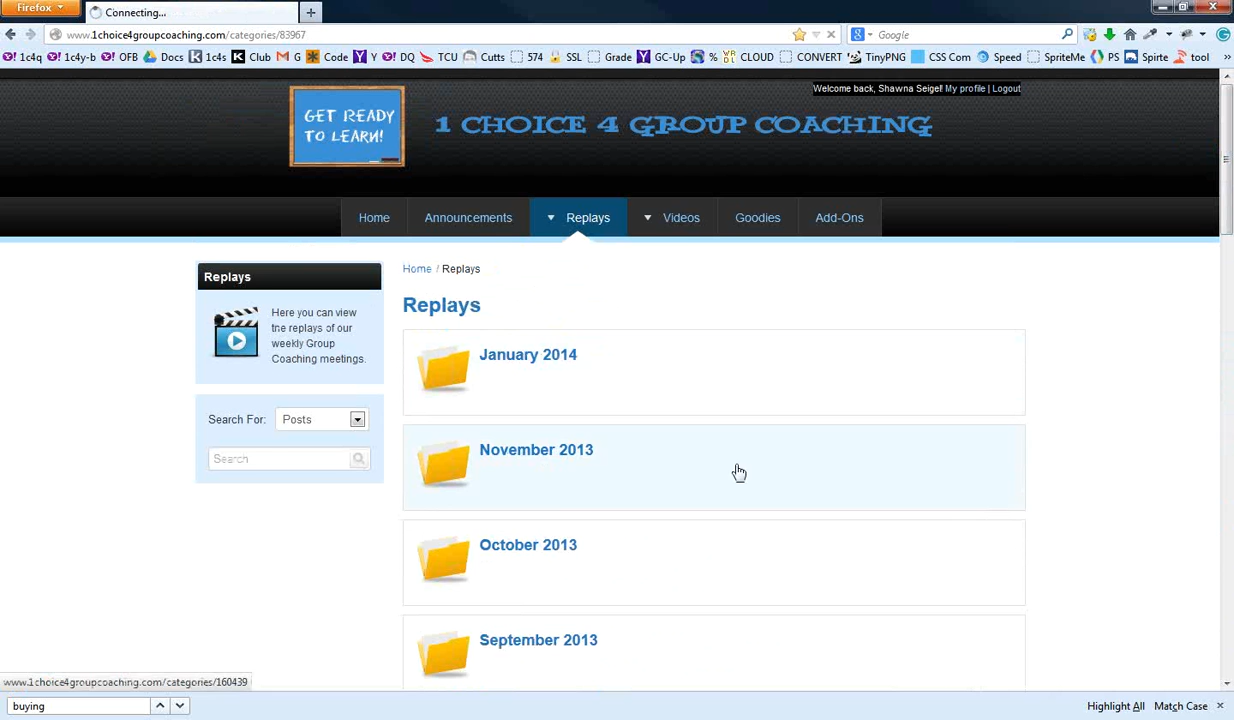 Firefox
Connecting...
www.1choice4groupcoaching.com/categories/83967
Google
1c4q
1c4y-b
OFB
Docs
1c4s
Club
G
Code
Y
DQ
TCU
Cutts
574
SSL
Grade
GC-Up
%
CLOUD
CONVERT
TinyPNG
CSS Com
Speed
SpriteMe
PS
Sprite
tool
Welcome back, Shawna Seigel! My profile | Logout
GET READY
TO LEARN!
1 CHOICE 4 GROUP COACHING
Home
Announcements
Replays
Videos
Goodies
Add-Ons
Replays
Here you can view
the replays of our
weekly Group
Coaching meetings.
Search For: Posts
Search
Home / Replays
Replays
January 2014
November 2013
October 2013
September 2013
www.1choice4groupcoaching.com/categories/160439
buying
Highlight All
Match Case